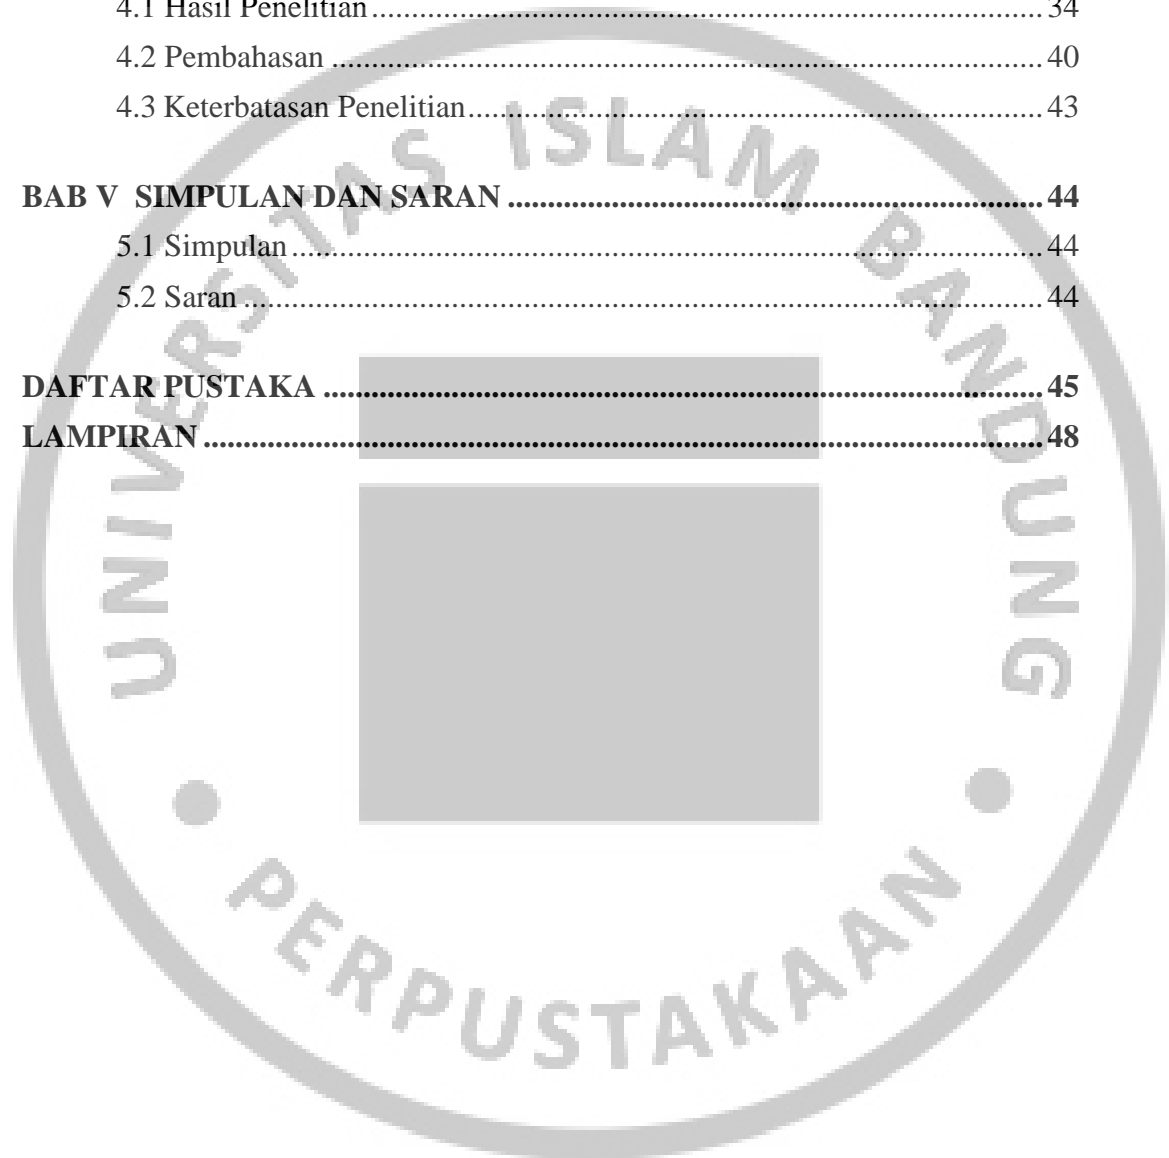 4.1 Hasil Penelitian ........ 34
4.2 Pembahasan ........ 40
4.3 Keterbatasan Penelitian ........ 43
BAB V SIMPULAN DAN SARAN ........ 44
5.1 Simpulan ........ 44
5.2 Saran ........ 44
DAFTAR PUSTAKA ........ 45
LAMPIRAN ........ 48
UNIVERSITAS ISLAM BANDUNG
PERPUSTAKAAN